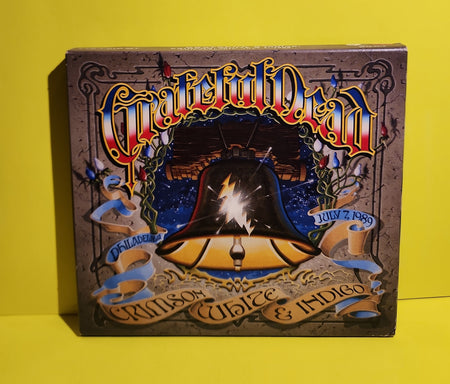 Grateful Dead
PHILADELPHIA
JULY 7, 1989
CRIMSON WHITE & INDIGO